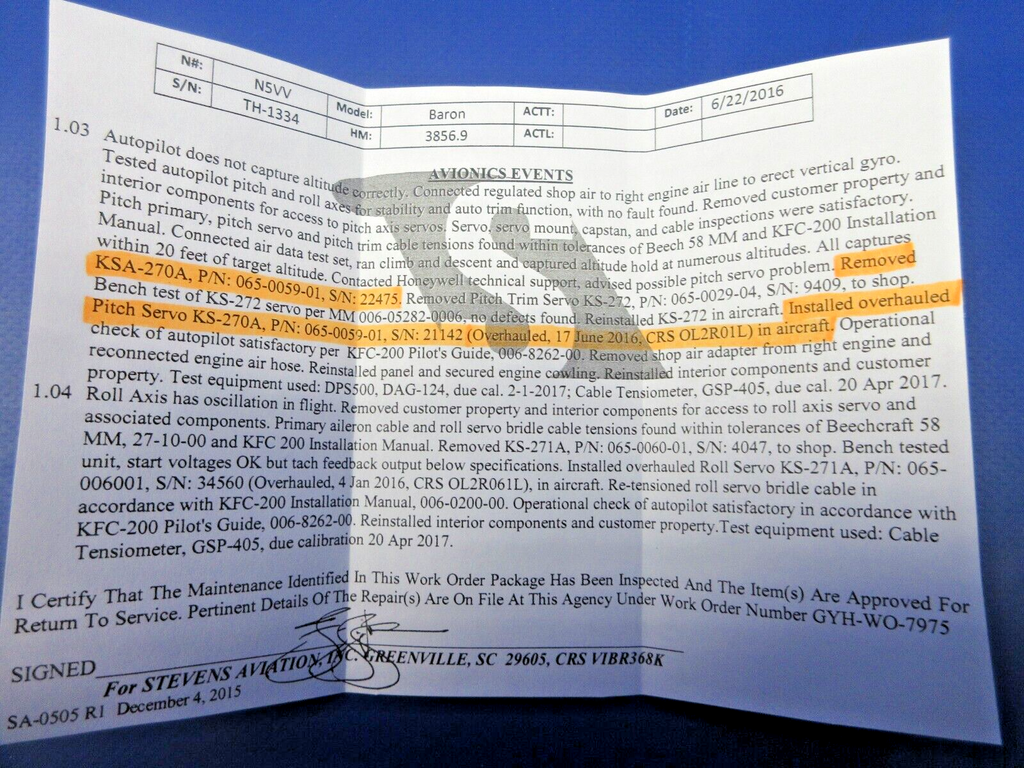 N#: N5VV Model: Baron ACTT: Date: 6/22/2016
S/N: TH-1334 HM: 3856.9 ACTL:
AVIONICS EVENTS
1.03 Autopilot does not capture altitude correctly. Connected regulated shop air to right engine air line to erect vertical gyro.
Tested autopilot pitch and roll axes for stability and auto trim function, with no fault found. Removed customer property and
interior components for access to pitch axis servos. Servo, servo mount, capstan, and cable inspections were satisfactory.
Pitch primary, pitch servo and pitch trim cable tensions found within tolerances of Beech 58 MM and KFC-200 Installation
Manual. Connected air data test set, ran climb and descent and captured altitude hold at numerous altitudes. All captures
within 20 feet of target altitude. Contacted Honeywell technical support, advised possible pitch servo problem. Removed
KSA-270A, P/N: 065-0059-01, S/N: 22475. Removed Pitch Trim Servo KS-272, P/N: 065-0029-04, S/N: 9409, to shop.
Bench test of KS-272 servo per MM 006-05282-0006, no defects found. Reinstalled KS-272 in aircraft. Installed overhauled
Pitch Servo KS-270A, P/N: 065-0059-01, S/N: 21142 (Overhauled, 17 June 2016, CRS OL2R01L) in aircraft. Operational
check of autopilot satisfactory per KFC-200 Pilot's Guide, 006-8262-00. Removed shop air adapter from right engine and
reconnected engine air hose. Reinstalled panel and secured engine cowling. Reinstalled interior components and customer
property. Test equipment used: DPS500, DAG-124, due cal. 2-1-2017; Cable Tensiometer, GSP-405, due cal. 20 Apr 2017.
1.04 Roll Axis has oscillation in flight. Removed customer property and interior components for access to roll axis servo and
associated components. Primary aileron cable and roll servo bridle cable tensions found within tolerances of Beechcraft 58
MM, 27-10-00 and KFC 200 Installation Manual. Removed KS-271A, P/N: 065-0060-01, S/N: 4047, to shop. Bench tested
unit, start voltages OK but tach feedback output below specifications. Installed overhauled Roll Servo KS-271A, P/N: 065-
006001, S/N: 34560 (Overhauled, 4 Jan 2016, CRS OL2R061L), in aircraft. Re-tensioned roll servo bridle cable in
accordance with KFC-200 Installation Manual, 006-0200-00. Operational check of autopilot satisfactory in accordance with
KFC-200 Pilot's Guide, 006-8262-00. Reinstalled interior components and customer property.Test equipment used: Cable
Tensiometer, GSP-405, due calibration 20 Apr 2017.
I Certify That The Maintenance Identified In This Work Order Package Has Been Inspected And The Item(s) Are Approved For
Return To Service. Pertinent Details Of The Repair(s) Are On File At This Agency Under Work Order Number GYH-WO-7975
SIGNED
For STEVENS AVIATION, INC. GREENVILLE, SC 29605, CRS VIBR368K
SA-0505 R1 December 4, 2015